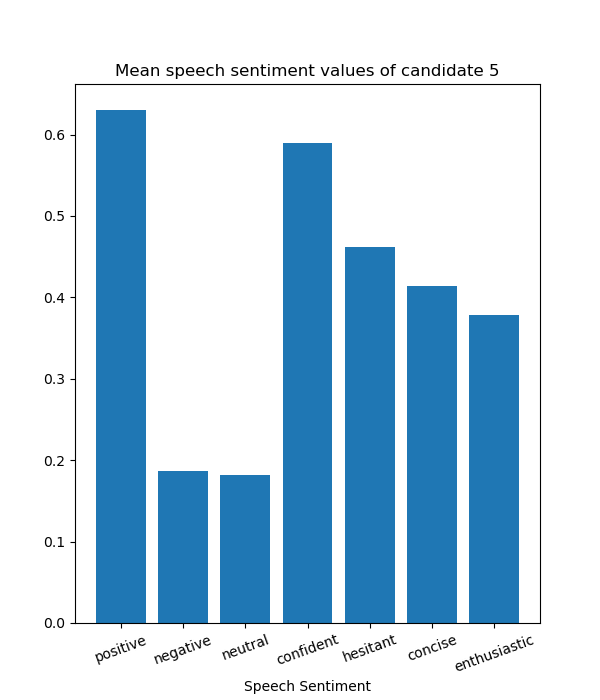 Mean speech sentiment values of candidate 5
0.6
0.5
0.4
0.3
0.2
0.1
0.0
positive negative neutral confident hesitant concise enthusiastic
Speech Sentiment